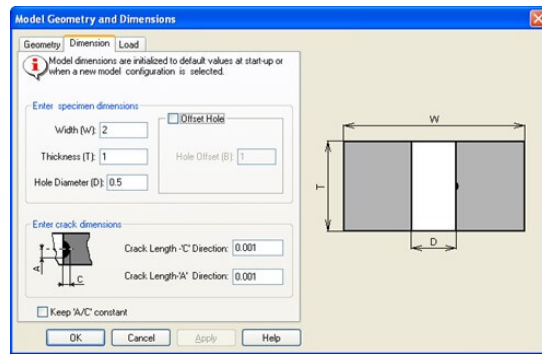 Model Geometry and Dimensions
Geometry Dimension Load
Model dimensions are initialized to default values at start-up or
when a new model configuration is selected.
Enter specimen dimensions
Width (W): 2
Thickness (T): 1
Hole Diameter (D): 0.5
Offset Hole
Hole Offset (B): 1
Enter crack dimensions
A
C
Crack Length -'C' Direction: 0.001
Crack Length-'A' Direction: 0.001
Keep 'A/C' constant
OK Cancel Apply Help
W
T
D